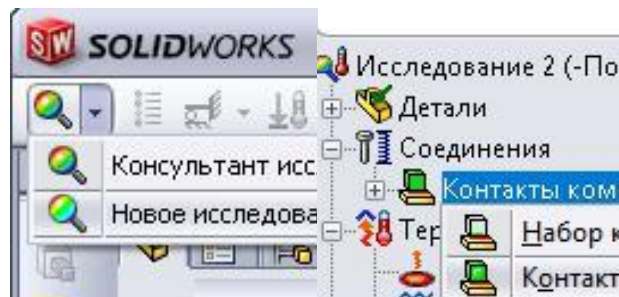 SOLIDWORKS
Консультант исс
Новое исследова
Исследование 2 (-По
Детали
Соединения
Контакты ком
Тер
Набор к
Контакт